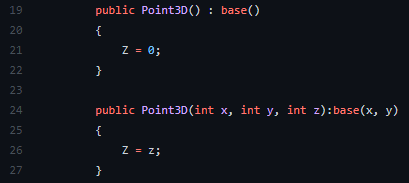 19 public Point3D() : base()
20 {
21 Z = 0;
22 }
23
24 public Point3D(int x, int y, int z):base(x, y)
25 {
26 Z = z;
27 }